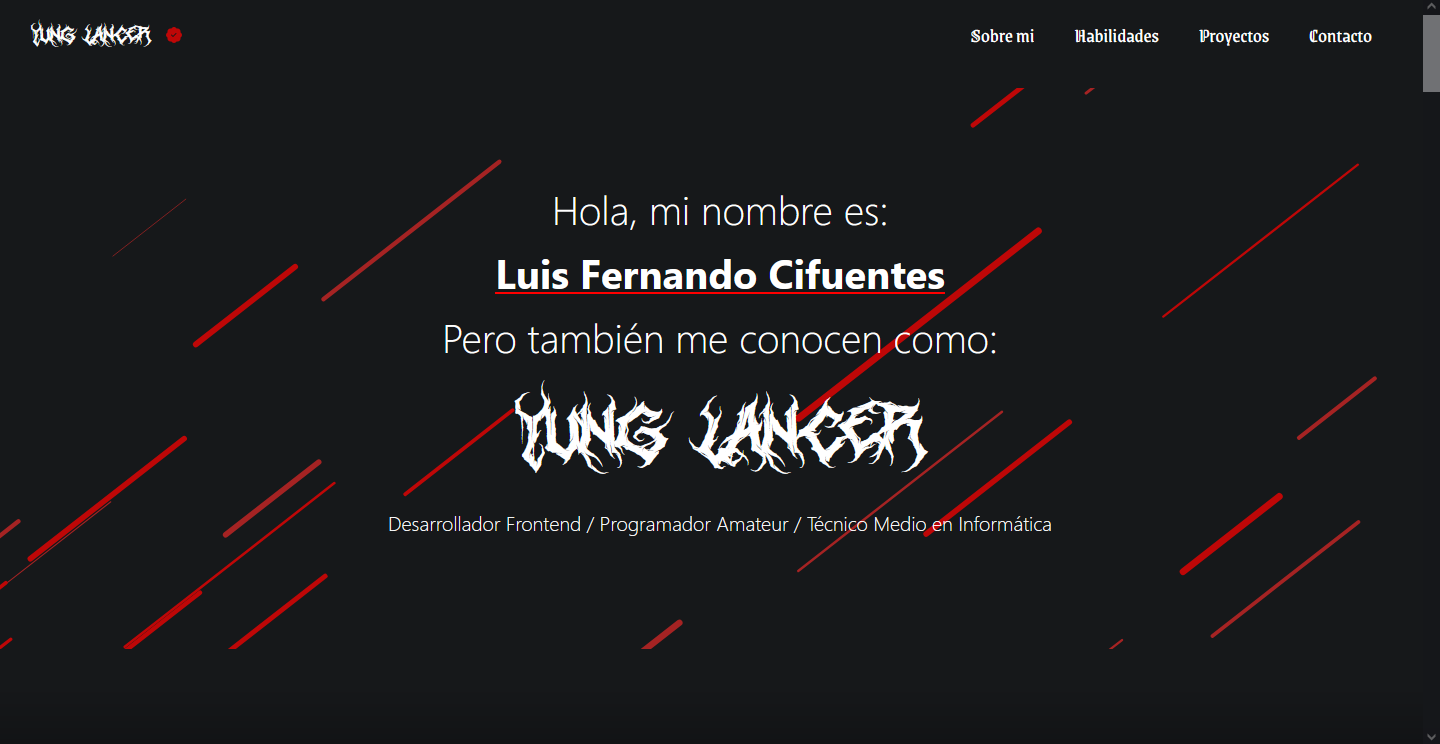 YUNG LANCER
Sobre mi
Habilidades
Proyectos
Contacto
Hola, mi nombre es:
Luis Fernando Cifuentes
Pero también me conocen como:
YUNG LANCER
Desarrollador Frontend / Programador Amateur / Técnico Medio en Informática